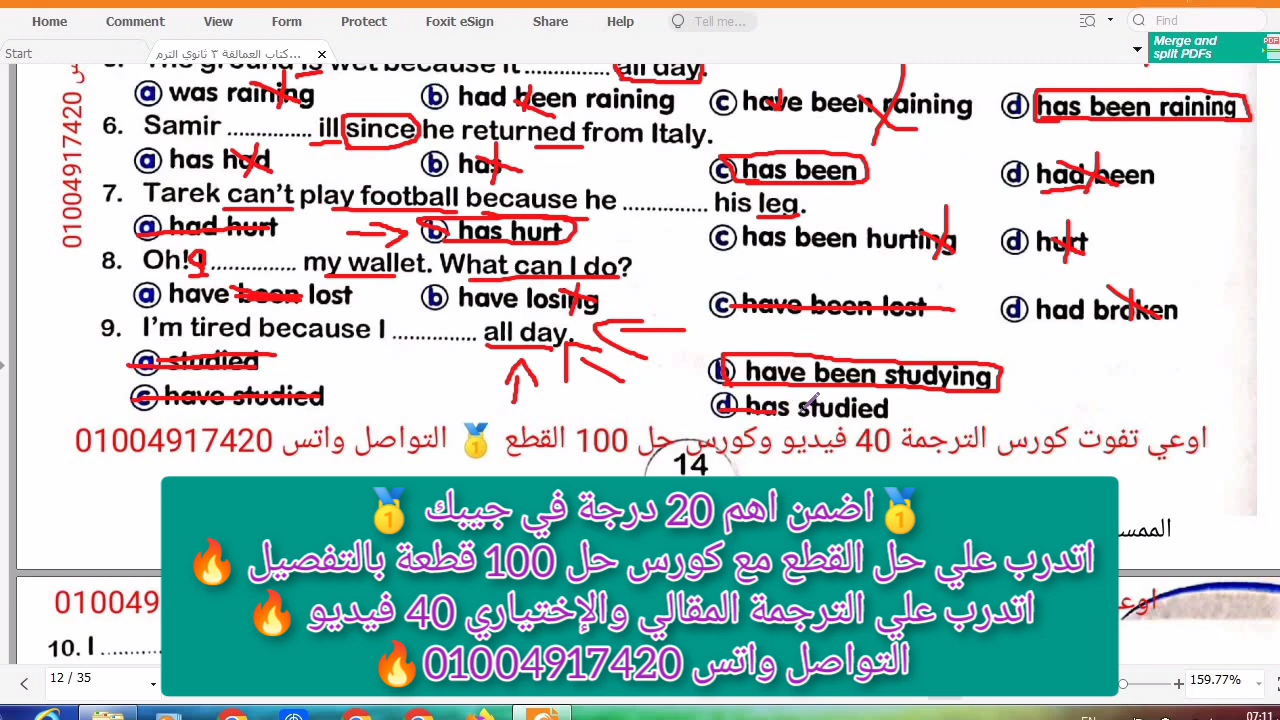 Home Comment View Form Protect Foxit eSign Share Help Tell me... Find
Start كتاب العمالقة ٣ ثانوي الترم... × Merge and split PDFs
The ground is wet because it .............. all day.
a was raining b had been raining c have been raining d has been raining
6. Samir .............. ill since he returned from Italy.
a has had b has c has been d had been
7. Tarek can't play football because he .............. his leg.
a had hurt b has hurt c has been hurting d hurt
8. Oh! I .............. my wallet. What can I do?
a have been lost b have losing c have been lost d had broken
9. I'm tired because I .............. all day.
a studied b have been studying
c have studied d has studied
اوعي تفوت كورس الترجمة 40 فيديو وكورس حل 100 القطع 🥇 التواصل واتس 01004917420
14
🥇اضمن اهم 20 درجة في جيبك 🥇
اتدرب علي حل القطع مع كورس حل 100 قطعة بالتفصيل 🔥
اتدرب علي الترجمة المقالي والإختياري 40 فيديو 🔥
التواصل واتس 01004917420🔥
01004917420
010049
اوع
10. I
12 / 35
159.77%
EN
07:11